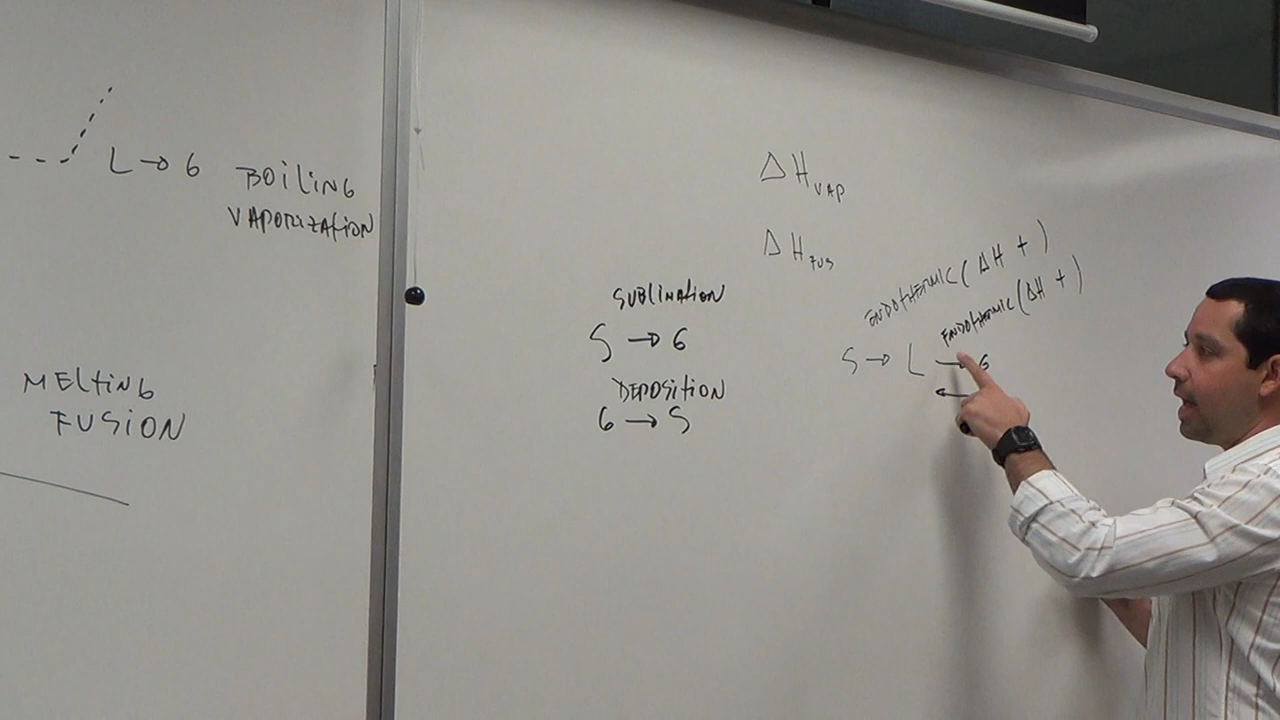 L → G BOILING
VAPORIZATION
MELTING
FUSION
ΔH VAP
ΔH FUS
SUBLIMATION
S → G
DEPOSITION
G → S
ENDOTHERMIC (ΔH +)
ENDOTHERMIC (ΔH +)
S → L → G
←